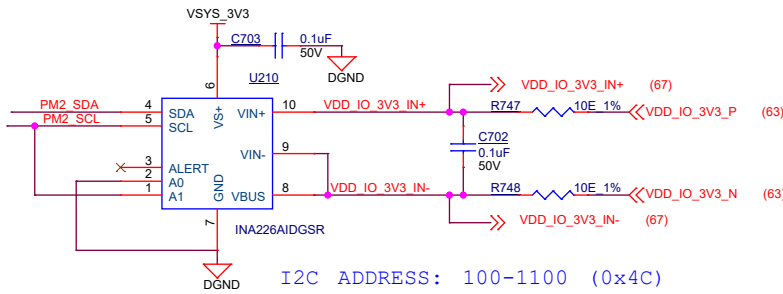 VSYS_3V3
C703 0.1uF
50V
DGND
U210
6
VS+
PM2_SDA 4 SDA VIN+ 10 VDD_IO_3V3_IN+
PM2_SCL 5 SCL
VIN- 9
3 ALERT
2 A0
1 A1
GND
VBUS 8 VDD_IO_3V3_IN-
7
INA226AIDGSR
DGND
VDD_IO_3V3_IN+ (67)
R747 10E_1% VDD_IO_3V3_P (63)
C702
0.1uF
50V
R748 10E_1% VDD_IO_3V3_N (63)
VDD_IO_3V3_IN- (67)
I2C ADDRESS: 100-1100 (0x4C)